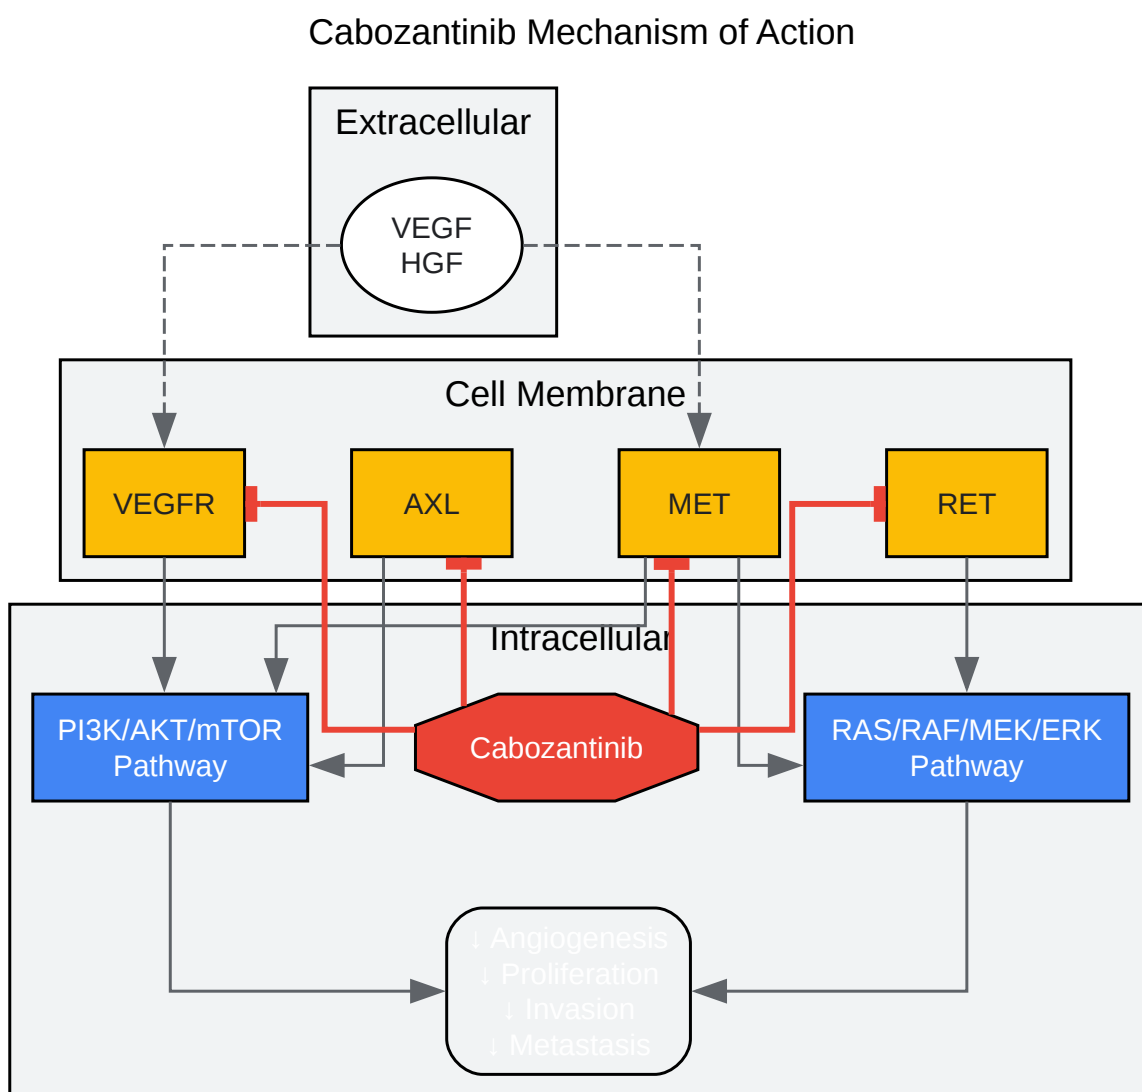 Cabozantinib Mechanism of Action
Extracellular
VEGF
HGF
Cell Membrane
VEGFR
AXL
MET
RET
Intracellular
PI3K/AKT/mTOR
Pathway
Cabozantinib
RAS/RAF/MEK/ERK
Pathway
↓ Angiogenesis
↓ Proliferation
↓ Invasion
↓ Metastasis